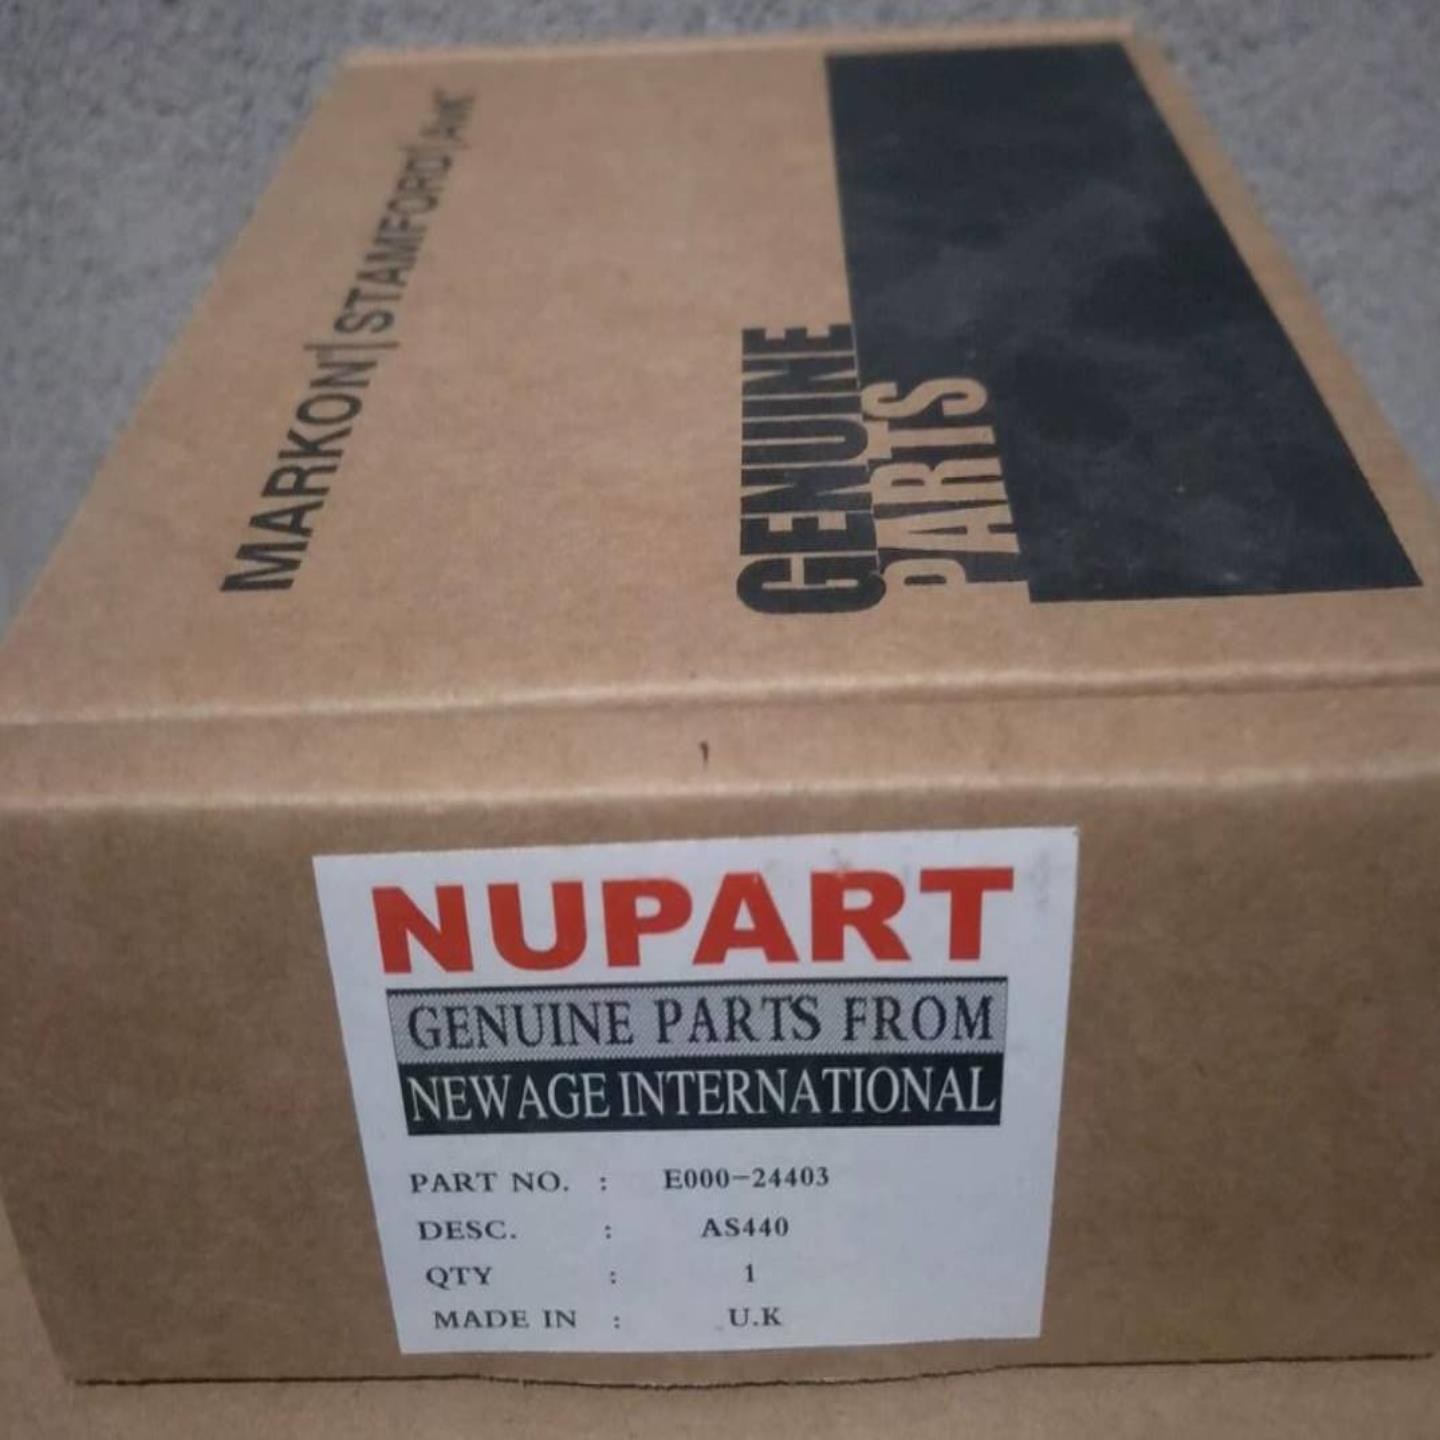 MARKON | STAMFORD | AvK
GENUINE
PARTS
NUPART
GENUINE PARTS FROM
NEWAGE INTERNATIONAL
PART NO. : E000-24403
DESC. : AS440
QTY : 1
MADE IN : U.K